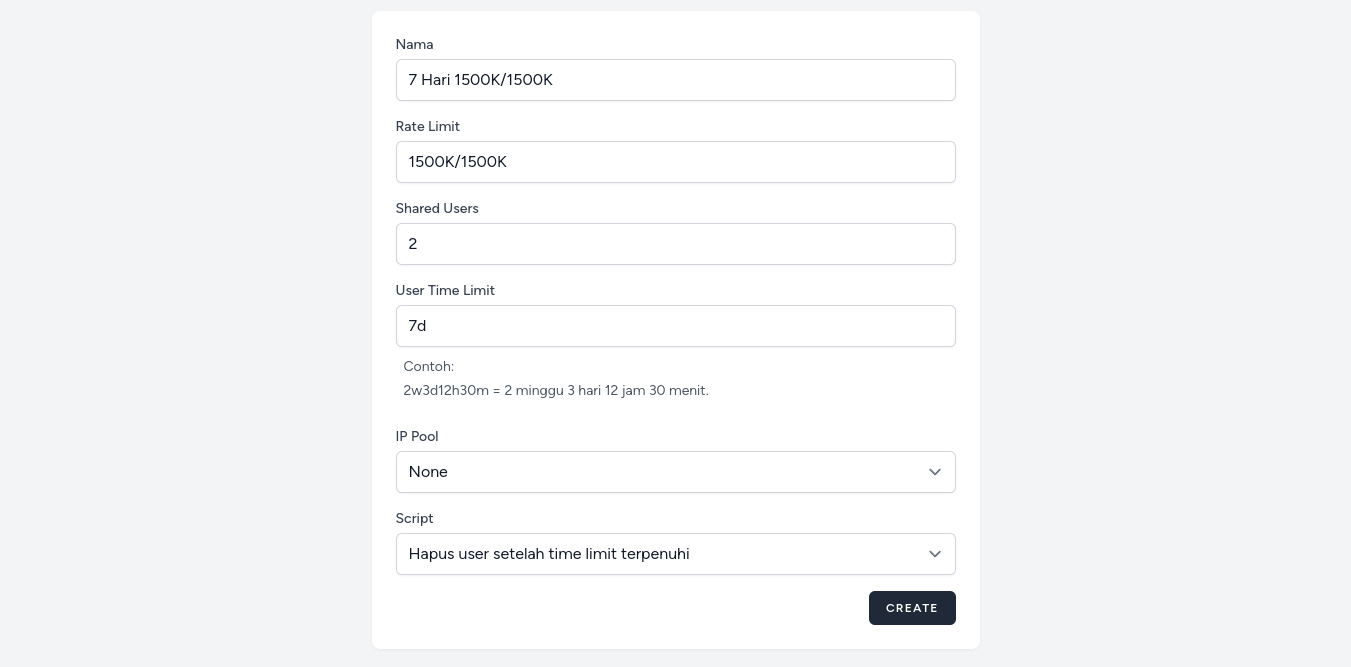 Nama
7 Hari 1500K/1500K
Rate Limit
1500K/1500K
Shared Users
2
User Time Limit
7d
Contoh:
2w3d12h30m = 2 minggu 3 hari 12 jam 30 menit.
IP Pool
None
Script
Hapus user setelah time limit terpenuhi
CREATE